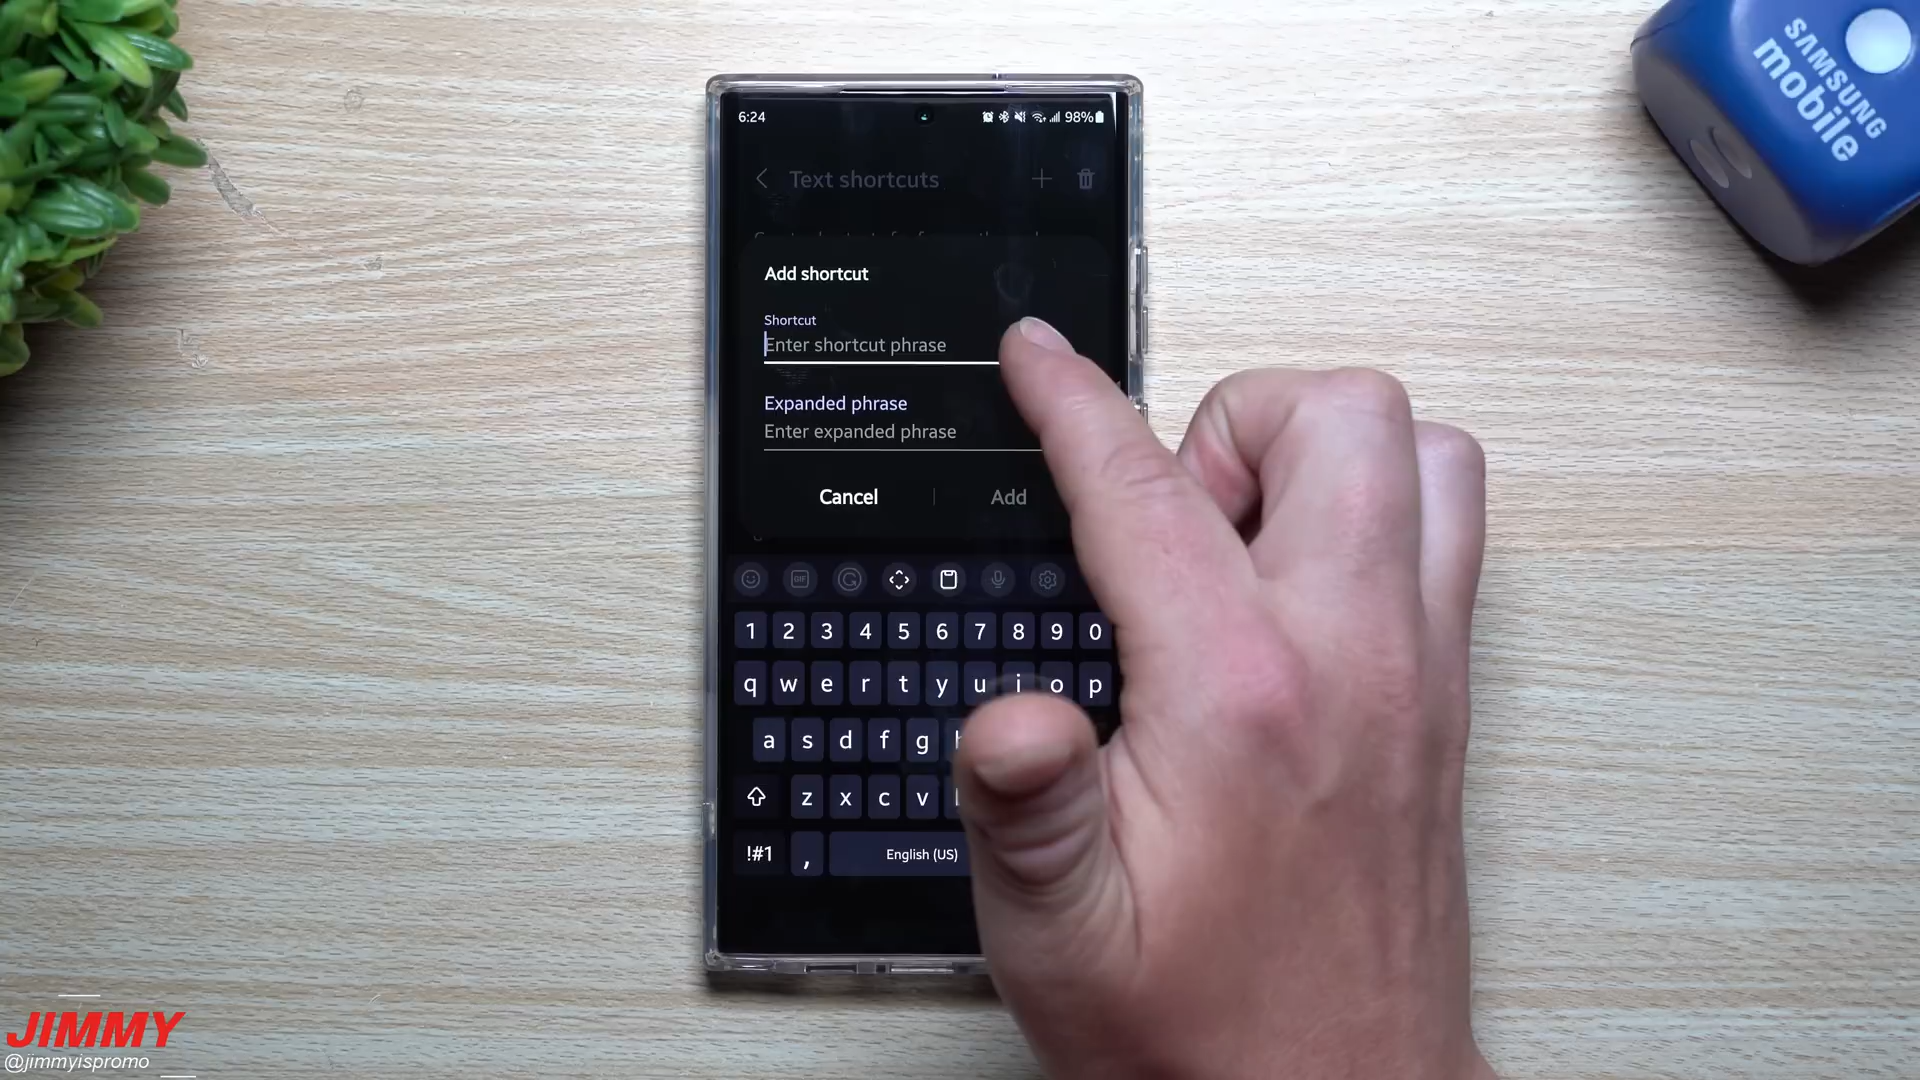 SAMSUNG
mobile
6:24
98%
Text shortcuts
Add shortcut
Shortcut
Enter shortcut phrase
Expanded phrase
Enter expanded phrase
Cancel
Add
GIF
1 2 3 4 5 6 7 8 9 0
q w e r t y u i o p
a s d f g
z x c v
!#1 , English (US)
JIMMY
@jimmyispromo